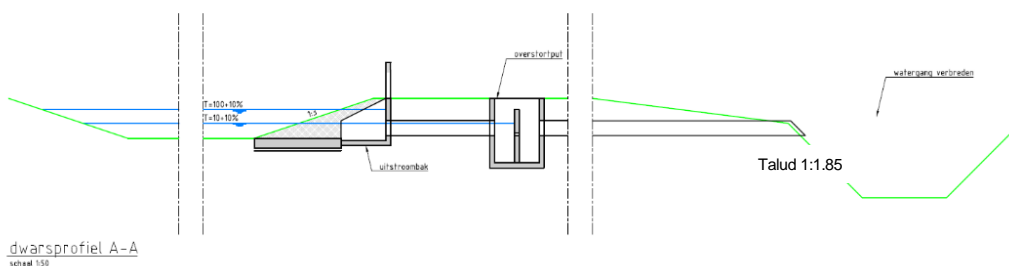 overstortput
watergang verbreden
T=100+10%
T=10+10%
1:3
uitstroombak
Talud 1:1.85
dwarsprofiel A-A
schaal 1:50